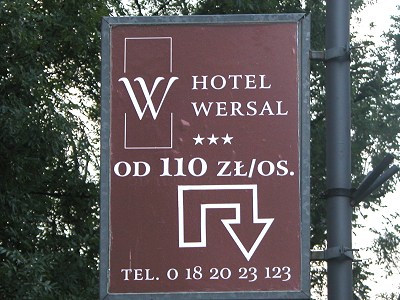 W
HOTEL
WERSAL
★★★
OD 110 ZŁ/OS.
TEL. 0 18 20 23 123